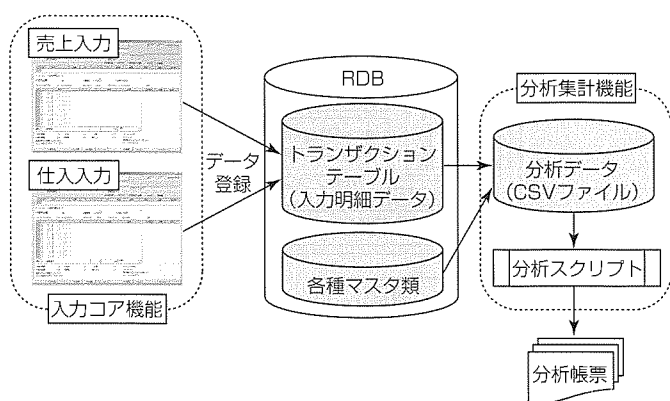 売上入力
仕入入力
入力コア機能
データ
登録
RDB
トランザクション
テーブル
(入力明細データ)
各種マスタ類
分析集計機能
分析データ
(CSVファイル)
分析スクリプト
分析帳票